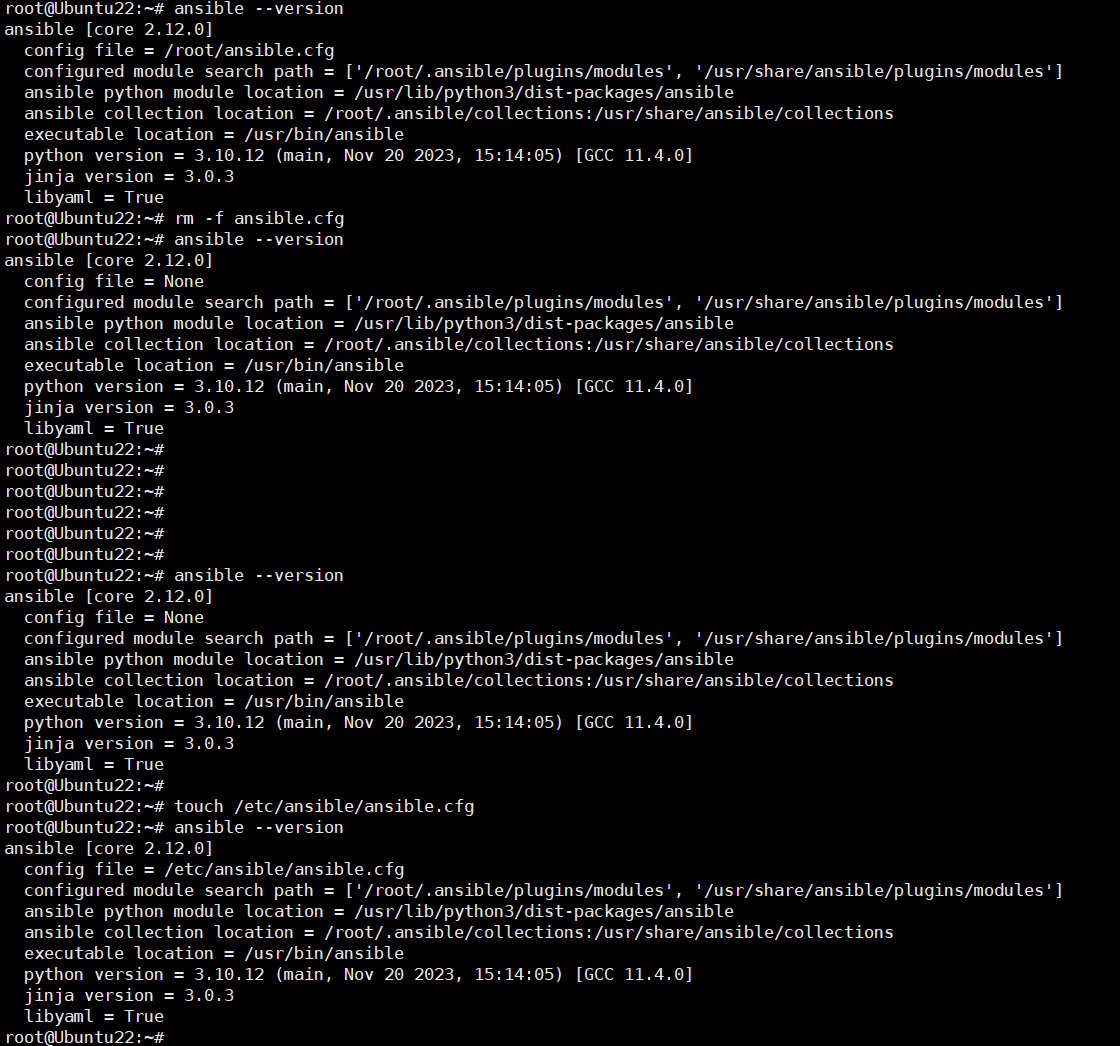 root@Ubuntu22:~# ansible --version
ansible [core 2.12.0]
  config file = /root/ansible.cfg
  configured module search path = ['/root/.ansible/plugins/modules', '/usr/share/ansible/plugins/modules']
  ansible python module location = /usr/lib/python3/dist-packages/ansible
  ansible collection location = /root/.ansible/collections:/usr/share/ansible/collections
  executable location = /usr/bin/ansible
  python version = 3.10.12 (main, Nov 20 2023, 15:14:05) [GCC 11.4.0]
  jinja version = 3.0.3
  libyaml = True
root@Ubuntu22:~# rm -f ansible.cfg
root@Ubuntu22:~# ansible --version
ansible [core 2.12.0]
  config file = None
  configured module search path = ['/root/.ansible/plugins/modules', '/usr/share/ansible/plugins/modules']
  ansible python module location = /usr/lib/python3/dist-packages/ansible
  ansible collection location = /root/.ansible/collections:/usr/share/ansible/collections
  executable location = /usr/bin/ansible
  python version = 3.10.12 (main, Nov 20 2023, 15:14:05) [GCC 11.4.0]
  jinja version = 3.0.3
  libyaml = True
root@Ubuntu22:~#
root@Ubuntu22:~#
root@Ubuntu22:~#
root@Ubuntu22:~#
root@Ubuntu22:~#
root@Ubuntu22:~#
root@Ubuntu22:~# ansible --version
ansible [core 2.12.0]
  config file = None
  configured module search path = ['/root/.ansible/plugins/modules', '/usr/share/ansible/plugins/modules']
  ansible python module location = /usr/lib/python3/dist-packages/ansible
  ansible collection location = /root/.ansible/collections:/usr/share/ansible/collections
  executable location = /usr/bin/ansible
  python version = 3.10.12 (main, Nov 20 2023, 15:14:05) [GCC 11.4.0]
  jinja version = 3.0.3
  libyaml = True
root@Ubuntu22:~#
root@Ubuntu22:~# touch /etc/ansible/ansible.cfg
root@Ubuntu22:~# ansible --version
ansible [core 2.12.0]
  config file = /etc/ansible/ansible.cfg
  configured module search path = ['/root/.ansible/plugins/modules', '/usr/share/ansible/plugins/modules']
  ansible python module location = /usr/lib/python3/dist-packages/ansible
  ansible collection location = /root/.ansible/collections:/usr/share/ansible/collections
  executable location = /usr/bin/ansible
  python version = 3.10.12 (main, Nov 20 2023, 15:14:05) [GCC 11.4.0]
  jinja version = 3.0.3
  libyaml = True
root@Ubuntu22:~#